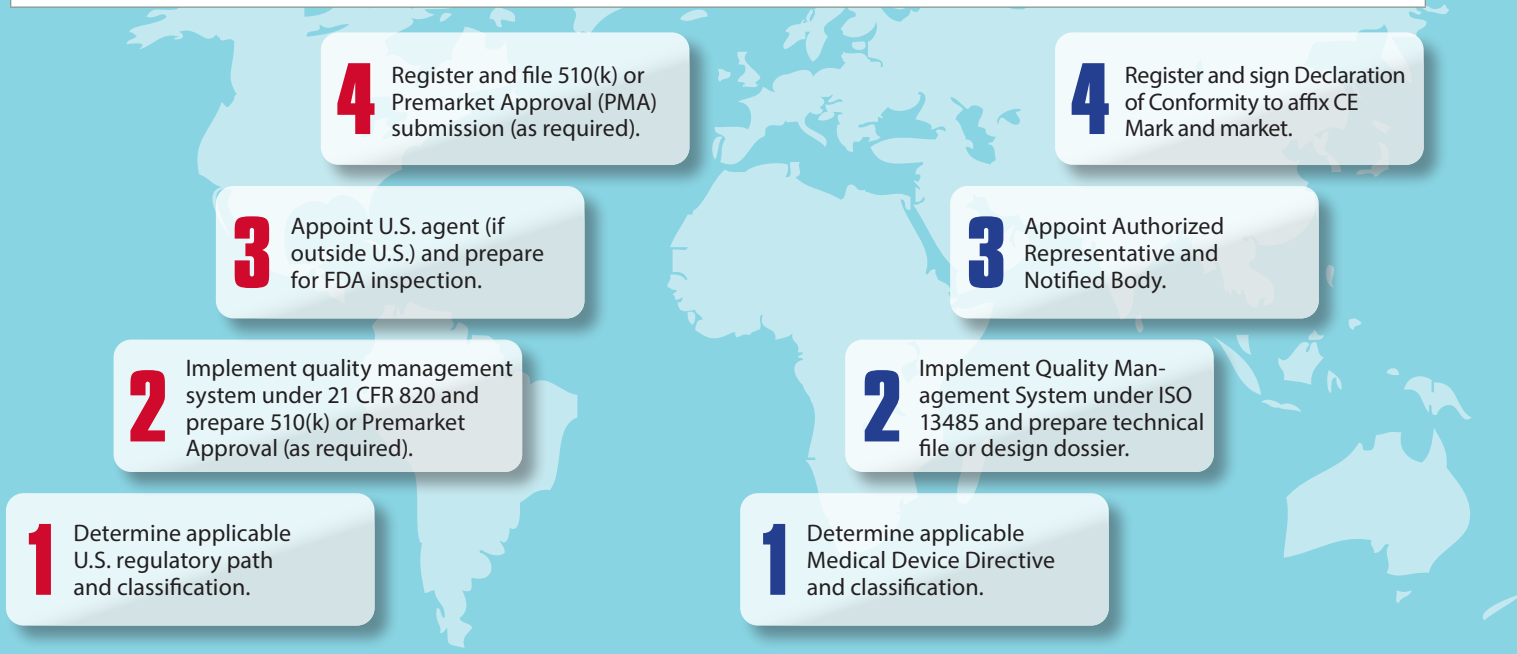 4
Register and file 510(k) or
Premarket Approval (PMA)
submission (as required).
3
Appoint U.S. agent (if
outside U.S.) and prepare
for FDA inspection.
2
Implement quality management
system under 21 CFR 820 and
prepare 510(k) or Premarket
Approval (as required).
1
Determine applicable
U.S. regulatory path
and classification.
4
Register and sign Declaration
of Conformity to affix CE
Mark and market.
3
Appoint Authorized
Representative and
Notified Body.
2
Implement Quality Man-
agement System under ISO
13485 and prepare technical
file or design dossier.
1
Determine applicable
Medical Device Directive
and classification.